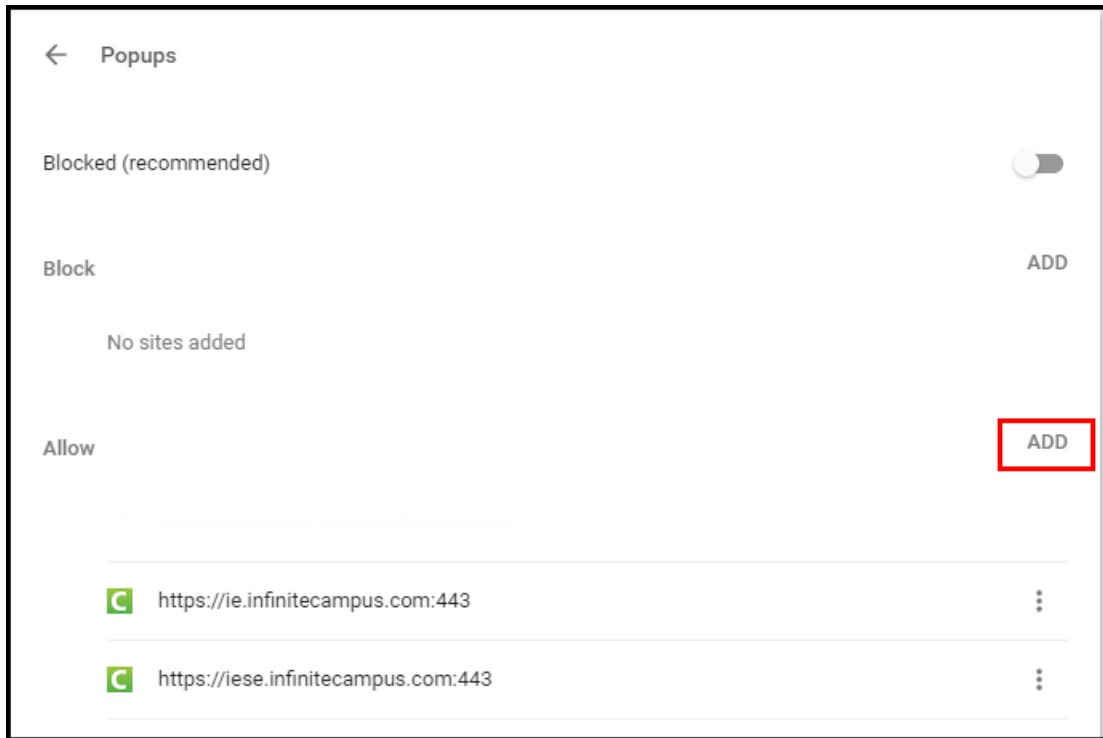 Popups
Blocked (recommended)
Block ADD
No sites added
Allow ADD
https://ie.infinitecampus.com:443
https://iese.infinitecampus.com:443